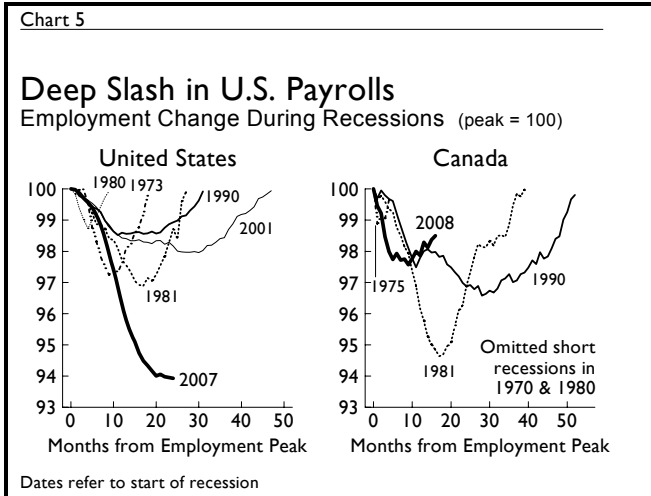 Chart 5
Deep Slash in U.S. Payrolls
Employment Change During Recessions (peak = 100)
United States
100
99
98
97
96
95
94
93
1980
1973
1990
2001
1981
2007
0 10 20 30 40 50
Months from Employment Peak
Canada
100
99
98
97
96
95
94
93
2008
1975
1990
1981
Omitted short
recessions in
1970 & 1980
0 10 20 30 40 50
Months from Employment Peak
Dates refer to start of recession